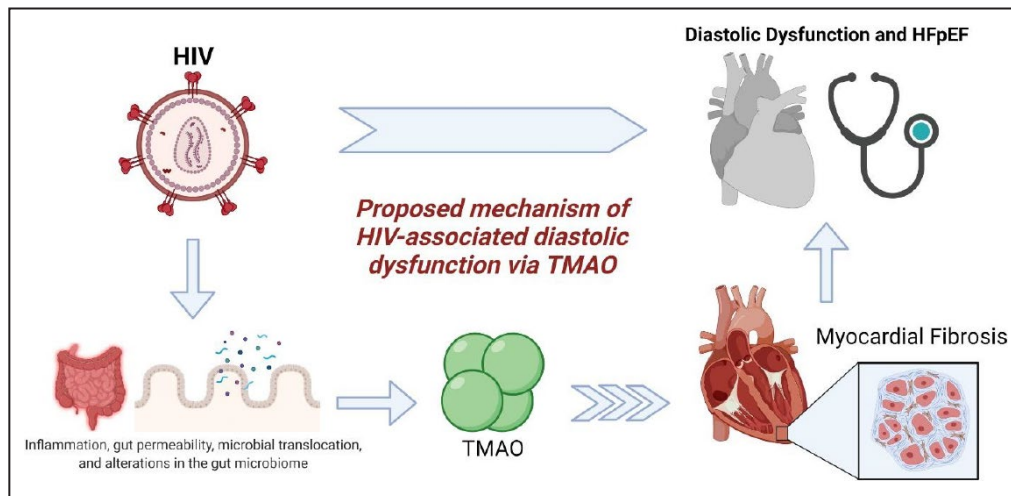 HIV
Diastolic Dysfunction and HFpEF
Proposed mechanism of
HIV-associated diastolic
dysfunction via TMAO
Inflammation, gut permeability, microbial translocation,
and alterations in the gut microbiome
TMAO
Myocardial Fibrosis